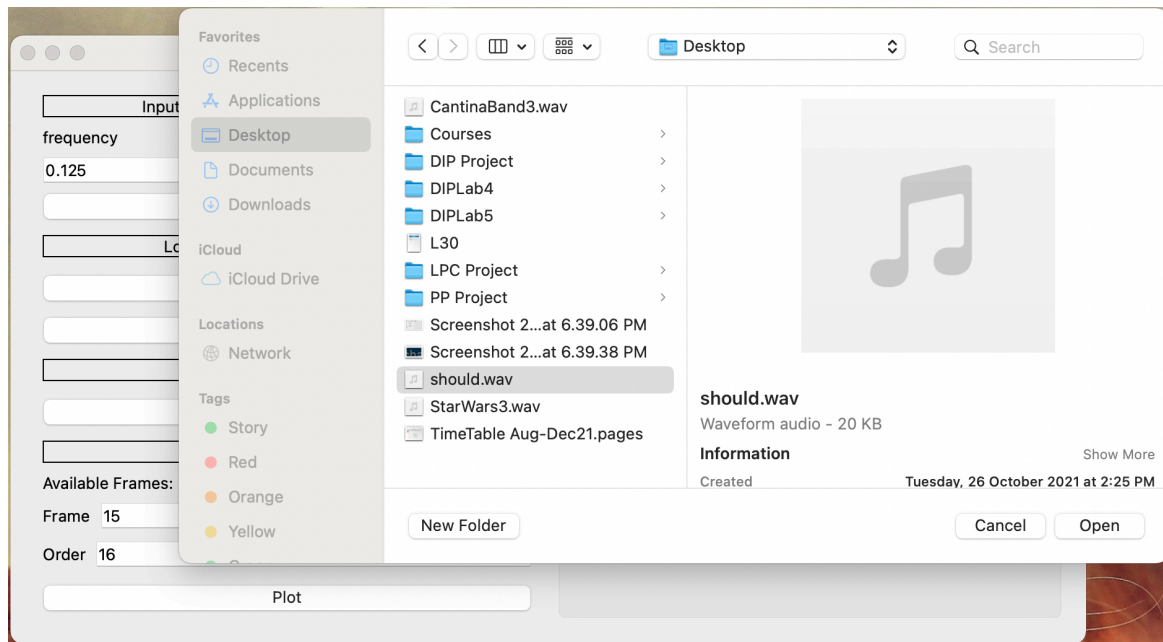 Input
frequency
0.125
Lo
Available Frames:
Frame 15
Order 16
Plot
Favorites
Recents
Applications
Desktop
Documents
Downloads
iCloud
iCloud Drive
Locations
Network
Tags
Story
Red
Orange
Yellow
Desktop
Search
CantinaBand3.wav
Courses
DIP Project
DIPLab4
DIPLab5
L30
LPC Project
PP Project
Screenshot 2...at 6.39.06 PM
Screenshot 2...at 6.39.38 PM
should.wav
StarWars3.wav
TimeTable Aug-Dec21.pages
should.wav
Waveform audio - 20 KB
Information Show More
Created Tuesday, 26 October 2021 at 2:25 PM
New Folder
Cancel
Open